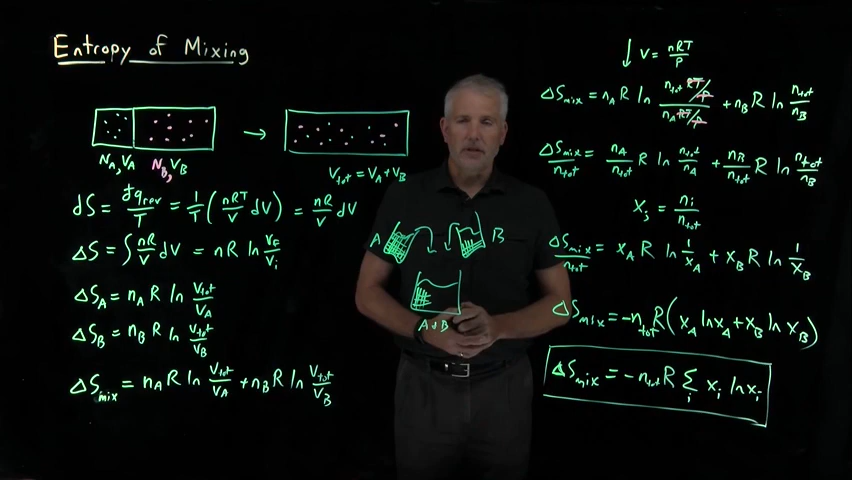 Entropy of Mixing
N_A, V_A N_B, V_B →
V_tot = V_A + V_B
dS = đq_rev/T = 1/T (nRT/V dV) = nR/V dV
ΔS = ∫ nR/V dV = nR ln V_f/V_i
ΔS_A = n_A R ln V_tot/V_A
ΔS_B = n_B R ln V_tot/V_B
ΔS_mix = n_A R ln V_tot/V_A + n_B R ln V_tot/V_B
A B
A+B
↓ V = nRT/P
ΔS_mix = n_A R ln (n_tot RT/P)/(n_A RT/P) + n_B R ln n_tot/n_B
ΔS_mix/n_tot = n_A/n_tot R ln n_tot/n_A + n_B/n_tot R ln n_tot/n_B
X_i = n_i/n_tot
ΔS_mix/n_tot = x_A R ln 1/x_A + x_B R ln 1/x_B
ΔS_mix = -n_tot R (x_A ln x_A + x_B ln x_B)
ΔS_mix = -n_tot R Σ_i x_i ln x_i